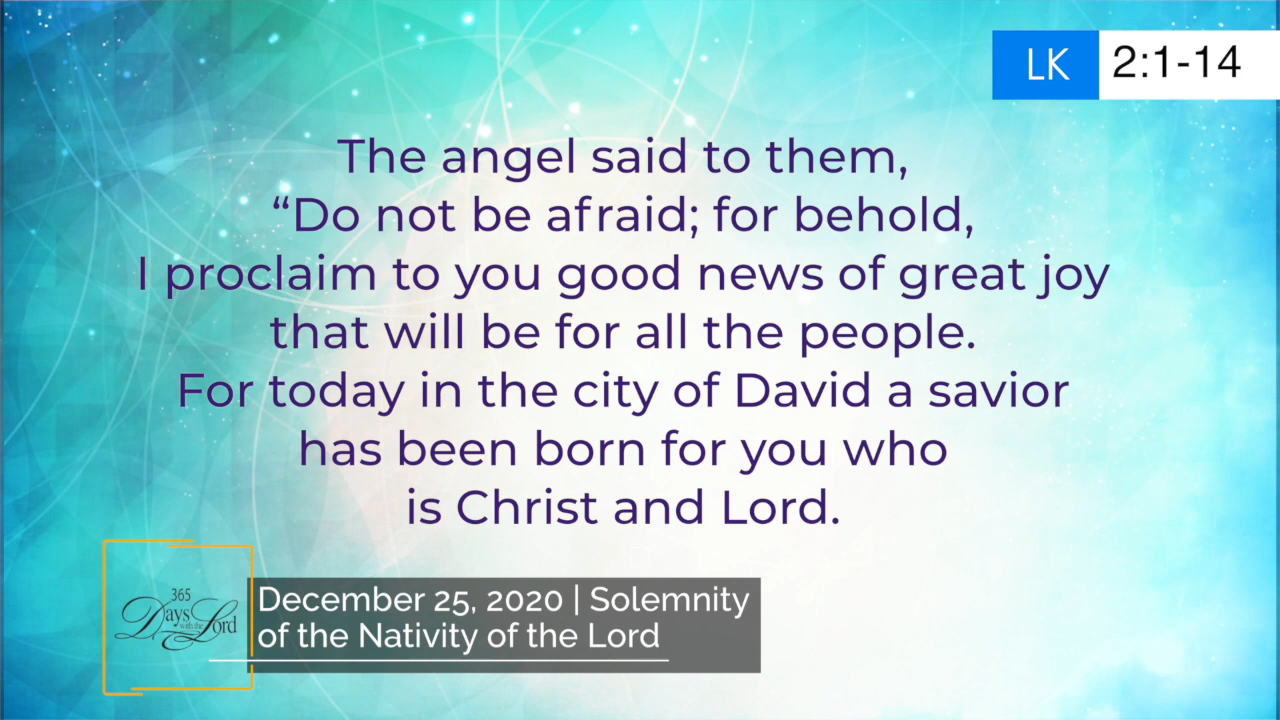 LK 2:1-14
The angel said to them,
“Do not be afraid; for behold,
I proclaim to you good news of great joy
that will be for all the people.
For today in the city of David a savior
has been born for you who
is Christ and Lord.
365
Days with the Lord
December 25, 2020 | Solemnity
of the Nativity of the Lord